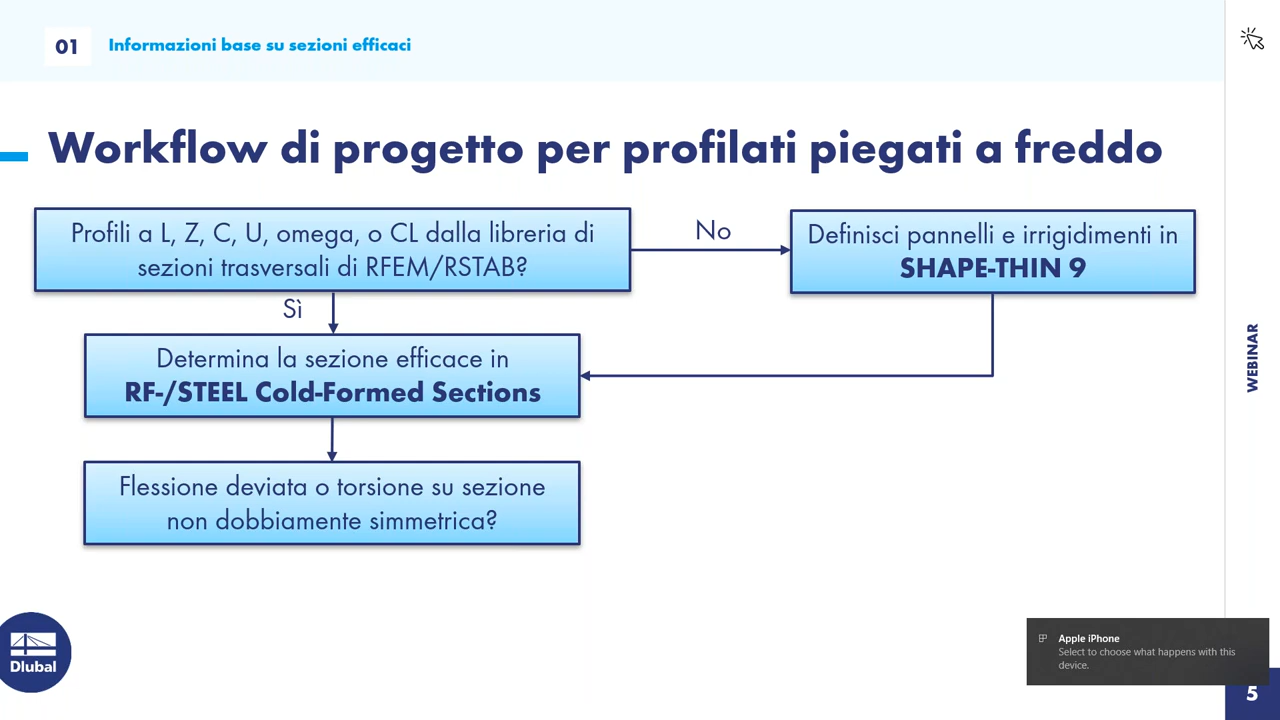 01
Informazioni base su sezioni efficaci
Workflow di progetto per profilati piegati a freddo
Profili a L, Z, C, U, omega, o CL dalla libreria di
sezioni trasversali di RFEM/RSTAB?
No
Definisci pannelli e irrigidimenti in
SHAPE-THIN 9
Sì
Determina la sezione efficace in
RF-/STEEL Cold-Formed Sections
WEBINAR
Flessione deviata o torsione su sezione
non dobbiamente simmetrica?
Dlubal
Apple iPhone
Select to choose what happens with this
device.
5